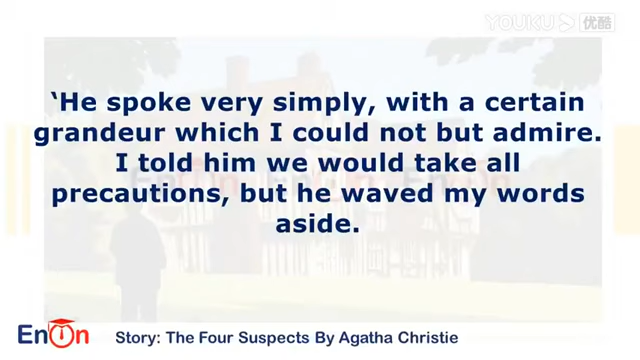 YOUKU 优酷
‘He spoke very simply, with a certain
grandeur which I could not but admire.
I told him we would take all
precautions, but he waved my words
aside.
EnOn
Story: The Four Suspects By Agatha Christie